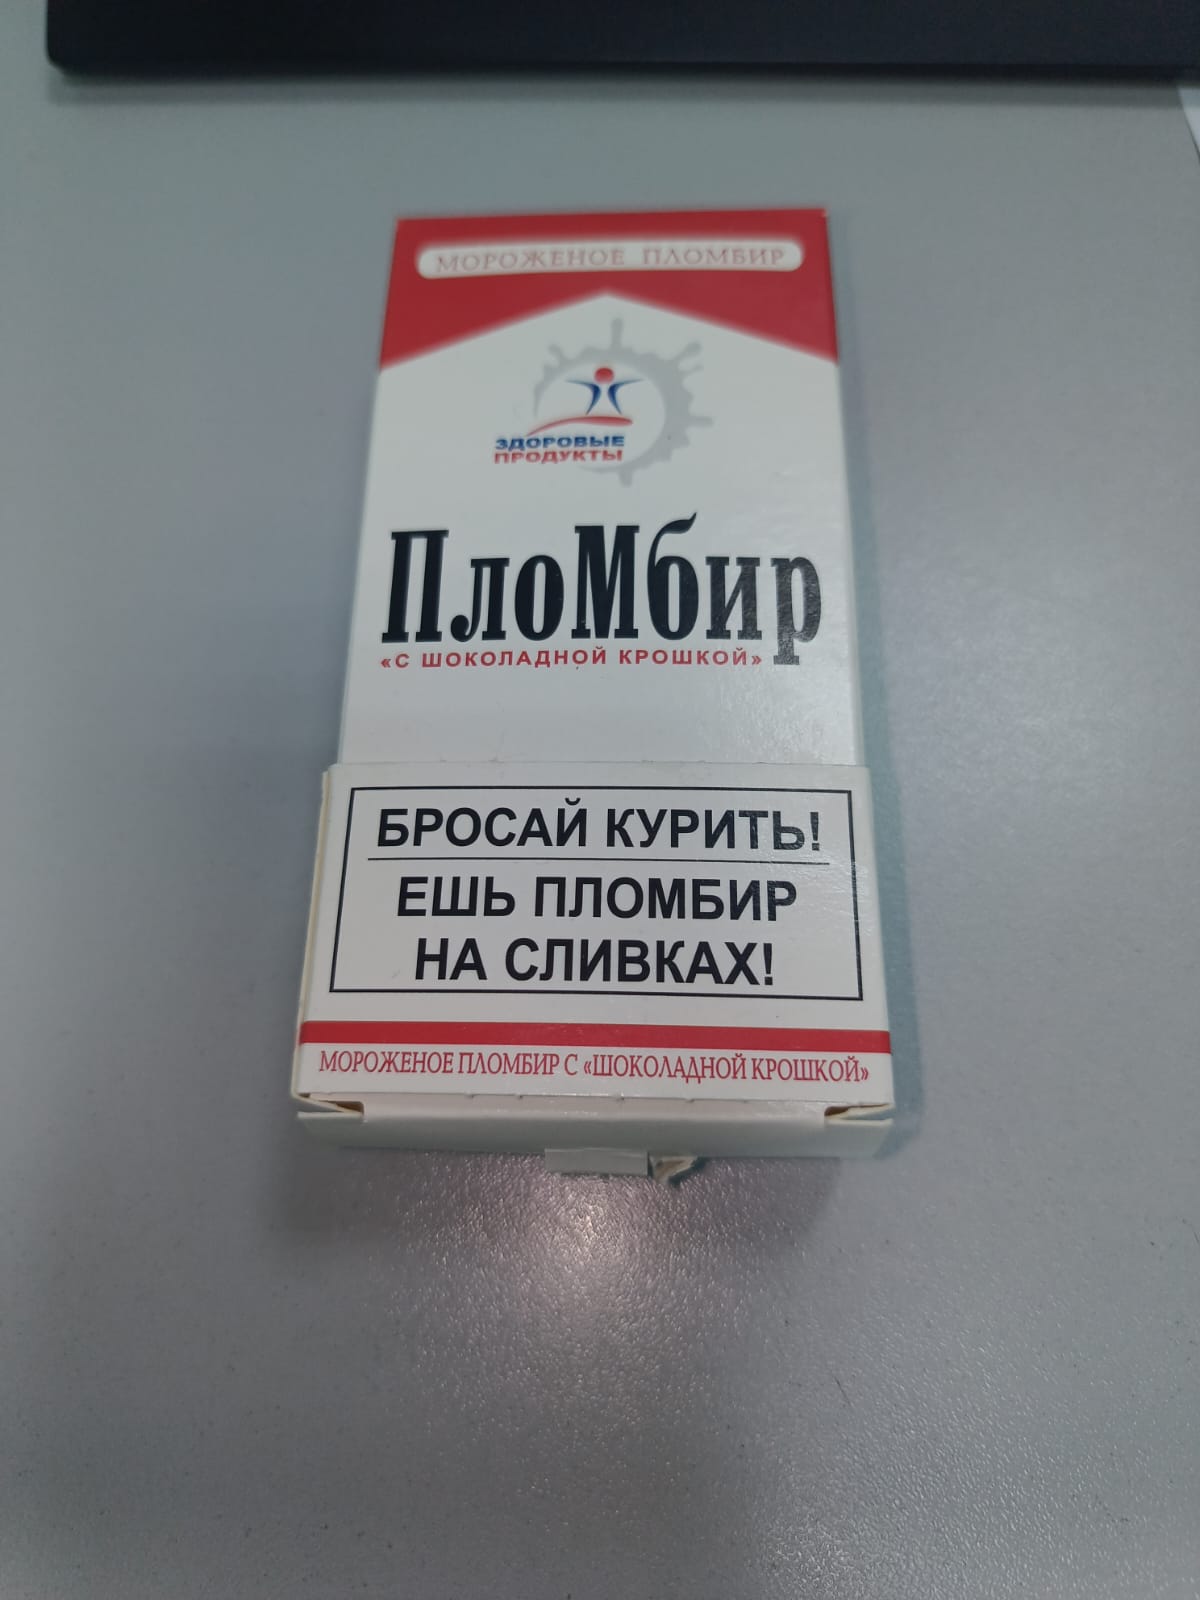 МОРОЖЕНОЕ ПЛОМБИР
ЗДОРОВЫЕ
ПРОДУКТЫ
ПлоМбир
«С ШОКОЛАДНОЙ КРОШКОЙ»
БРОСАЙ КУРИТЬ!
ЕШЬ ПЛОМБИР
НА СЛИВКАХ!
МОРОЖЕНОЕ ПЛОМБИР С «ШОКОЛАДНОЙ КРОШКОЙ»